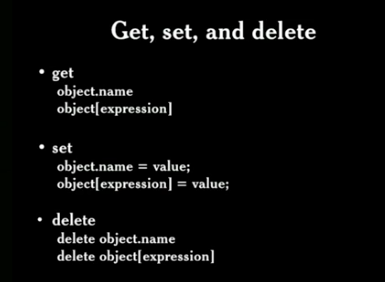 Get, set, and delete
• get
object.name
object[expression]
• set
object.name = value;
object[expression] = value;
• delete
delete object.name
delete object[expression]